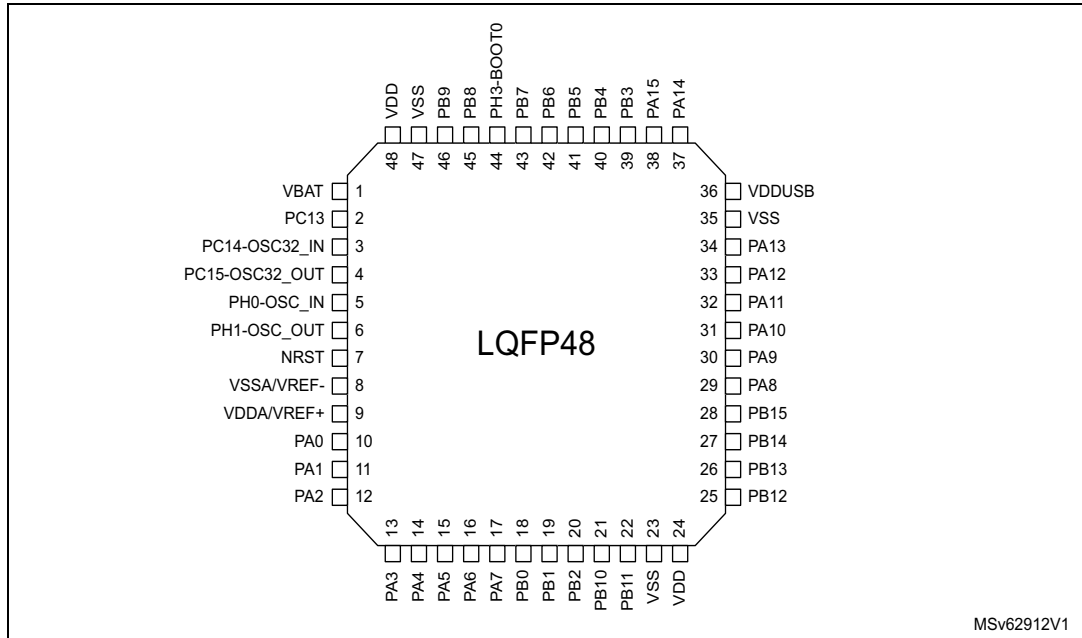 VDD
VSS
PB9
PB8
PH3-BOOT0
PB7
PB6
PB5
PB4
PB3
PA15
PA14
48 47 46 45 44 43 42 41 40 39 38 37
VBAT 1
PC13 2
PC14-OSC32_IN 3
PC15-OSC32_OUT 4
PH0-OSC_IN 5
PH1-OSC_OUT 6
NRST 7
VSSA/VREF- 8
VDDA/VREF+ 9
PA0 10
PA1 11
PA2 12
LQFP48
36 VDDUSB
35 VSS
34 PA13
33 PA12
32 PA11
31 PA10
30 PA9
29 PA8
28 PB15
27 PB14
26 PB13
25 PB12
13 14 15 16 17 18 19 20 21 22 23 24
PA3
PA4
PA5
PA6
PA7
PB0
PB1
PB2
PB10
PB11
VSS
VDD
MSv62912V1